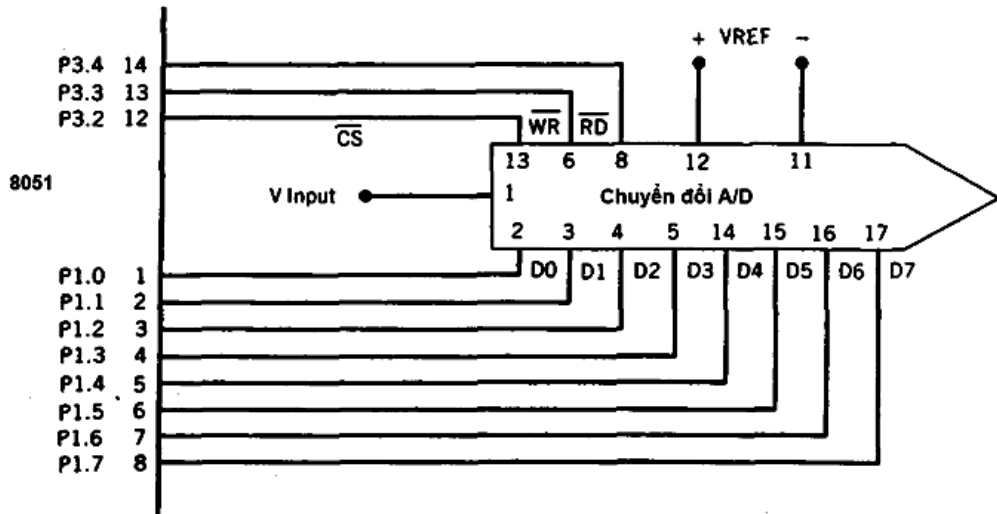 + VREF -
P3.4 14
P3.3 13
P3.2 12
CS WR RD
13 6 8 12 11
8051
V Input 1 Chuyển đổi A/D
2 3 4 5 14 15 16 17
D0 D1 D2 D3 D4 D5 D6 D7
P1.0 1
P1.1 2
P1.2 3
P1.3 4
P1.4 5
P1.5 6
P1.6 7
P1.7 8